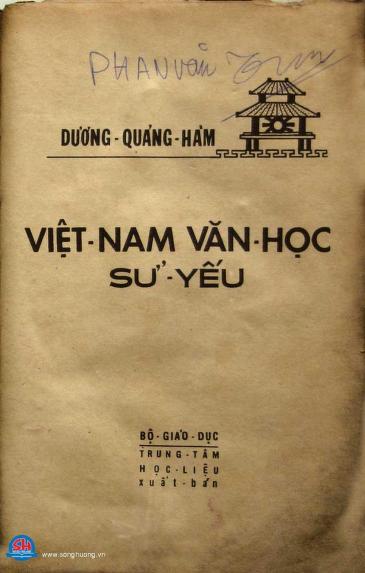 PHAN Văn
DƯƠNG - QUẢNG - HÀM
VIỆT - NAM VĂN - HỌC
SỬ - YẾU
BỘ - GIÁO - DỤC
TRUNG - TÂM
HỌC - LIỆU
xuất - bản
SH
www.songhuong.vn